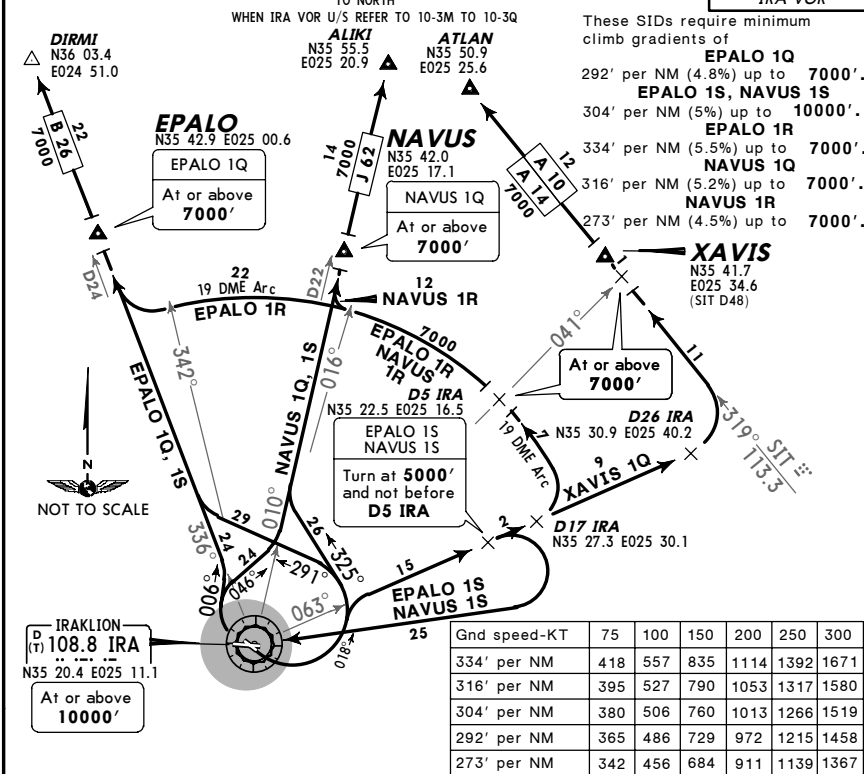 TO NORTH
WHEN IRA VOR U/S REFER TO 10-3M TO 10-3Q
IRA VOR
These SIDs require minimum
climb gradients of
EPALO 1Q
292' per NM (4.8%) up to 7000'.
EPALO 1S, NAVUS 1S
304' per NM (5%) up to 10000'.
EPALO 1R
334' per NM (5.5%) up to 7000'.
NAVUS 1Q
316' per NM (5.2%) up to 7000'.
NAVUS 1R
273' per NM (4.5%) up to 7000'.
DIRMI
N36 03.4
E024 51.0
ALIKI
N35 55.5
E025 20.9
ATLAN
N35 50.9
E025 25.6
22
B 26
7000
EPALO
N35 42.9 E025 00.6
EPALO 1Q
At or above
7000'
14
7000
J 62
NAVUS
N35 42.0
E025 17.1
NAVUS 1Q
At or above
7000'
12
A 10
A 14
7000
XAVIS
N35 41.7
E025 34.6
(SIT D48)
1
D24
22
19 DME Arc
EPALO 1R
D22
12
NAVUS 1R
7000
EPALO 1R
NAVUS
1R
041°
At or above
7000'
11
342°
016°
EPALO 1Q, 1S
NAVUS 1Q, 1S
D5 IRA
N35 22.5 E025 16.5
EPALO 1S
NAVUS 1S
Turn at 5000'
and not before
D5 IRA
7
19 DME Arc
D26 IRA
N35 30.9 E025 40.2
319° SIT
113.3
9
XAVIS 1Q
N
NOT TO SCALE
2
D17 IRA
N35 27.3 E025 30.1
29
010°
26
325°
336°
24
24
006°
046°
291°
063°
15
EPALO 1S
NAVUS 1S
25
018°
IRAKLION
D
(T) 108.8 IRA
N35 20.4 E025 11.1
At or above
10000'
Gnd speed-KT 75 100 150 200 250 300
334' per NM 418 557 835 1114 1392 1671
316' per NM 395 527 790 1053 1317 1580
304' per NM 380 506 760 1013 1266 1519
292' per NM 365 486 729 972 1215 1458
273' per NM 342 456 684 911 1139 1367